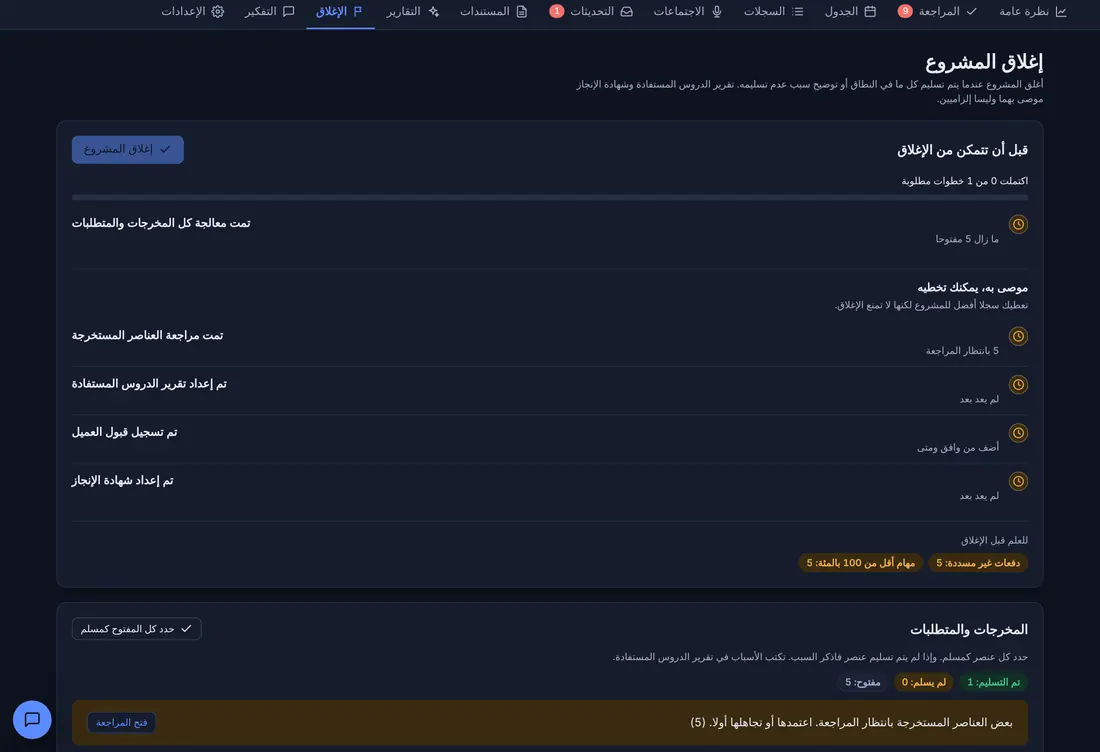 نظرة عامة
المراجعة 9
الجدول
السجلات
الاجتماعات
التحديثات 1
المستندات
التقارير
الإغلاق
التفكير
الإعدادات
إغلاق المشروع
أغلق المشروع عندما يتم تسليم كل ما في النطاق أو توضيح سبب عدم تسليمه. تقرير الدروس المستفادة وشهادة الإنجاز
موصى بهما وليسا إلزاميين.
قبل أن تتمكن من الإغلاق
إغلاق المشروع
اكتملت 0 من 1 خطوات مطلوبة
تمت معالجة كل المخرجات والمتطلبات
ما زال 5 مفتوحا
موصى به، يمكنك تخطيه
تعطيك سجلا أفضل للمشروع لكنها لا تمنع الإغلاق.
تمت مراجعة العناصر المستخرجة
5 بانتظار المراجعة
تم إعداد تقرير الدروس المستفادة
لم يعد بعد
تم تسجيل قبول العميل
أضف من وافق ومتى
تم إعداد شهادة الإنجاز
لم يعد بعد
للعلم قبل الإغلاق
دفعات غير مسددة: 5
مهام أقل من 100 بالمئة: 5
المخرجات والمتطلبات
حدد كل المفتوح كمسلم
حدد كل عنصر كمسلم. وإذا لم يتم تسليم عنصر فاذكر السبب. تكتب الأسباب في تقرير الدروس المستفادة.
تم التسليم: 1
لم يسلم: 0
مفتوح: 5
بعض العناصر المستخرجة بانتظار المراجعة. اعتمدها أو تجاهلها أولا. (5)
فتح المراجعة